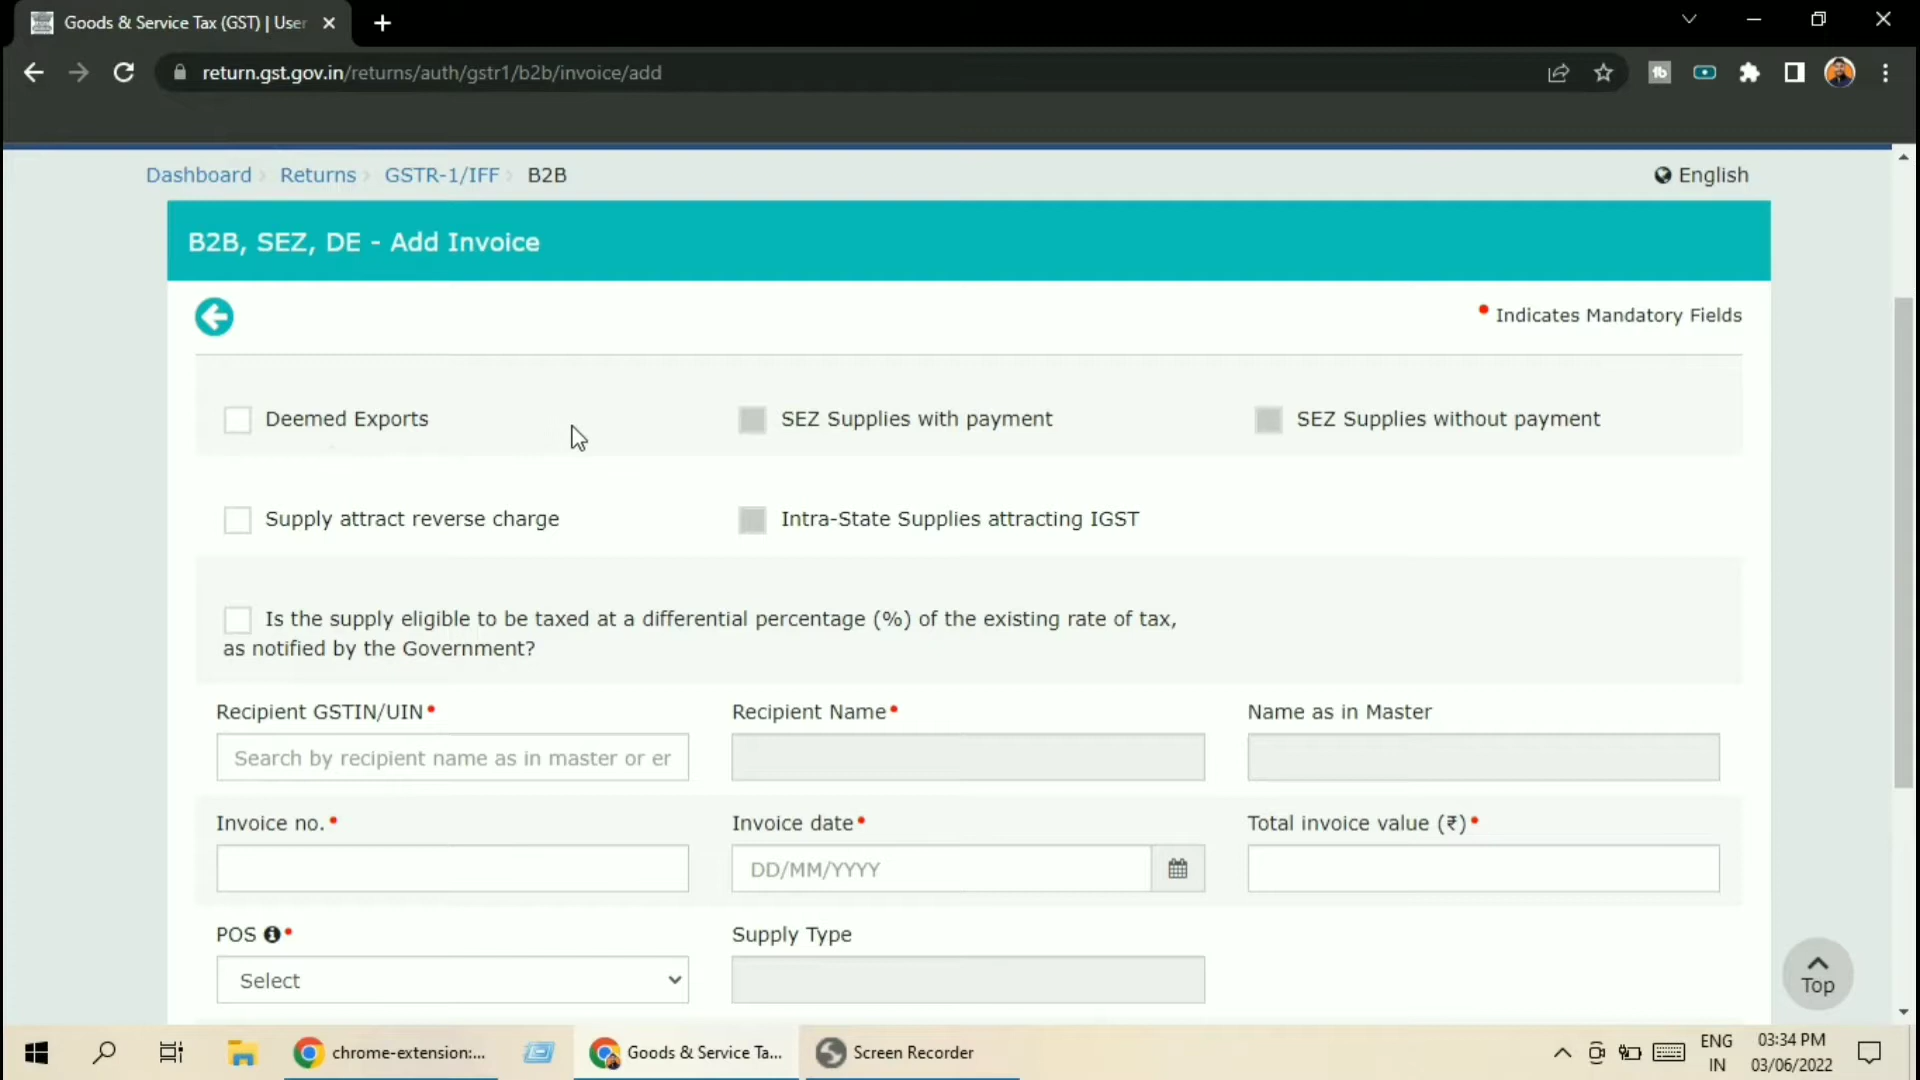 Goods & Service Tax (GST) | User
return.gst.gov.in/returns/auth/gstr1/b2b/invoice/add
Dashboard Returns GSTR-1/IFF B2B
English
B2B, SEZ, DE - Add Invoice
• Indicates Mandatory Fields
Deemed Exports
SEZ Supplies with payment
SEZ Supplies without payment
Supply attract reverse charge
Intra-State Supplies attracting IGST
Is the supply eligible to be taxed at a differential percentage (%) of the existing rate of tax,
as notified by the Government?
Recipient GSTIN/UIN•
Recipient Name•
Name as in Master
Search by recipient name as in master or er
Invoice no.•
Invoice date•
Total invoice value (₹)•
DD/MM/YYYY
POS •
Supply Type
Select
Top
chrome-extension:...
Goods & Service Ta...
Screen Recorder
ENG
IN
03:34 PM
03/06/2022